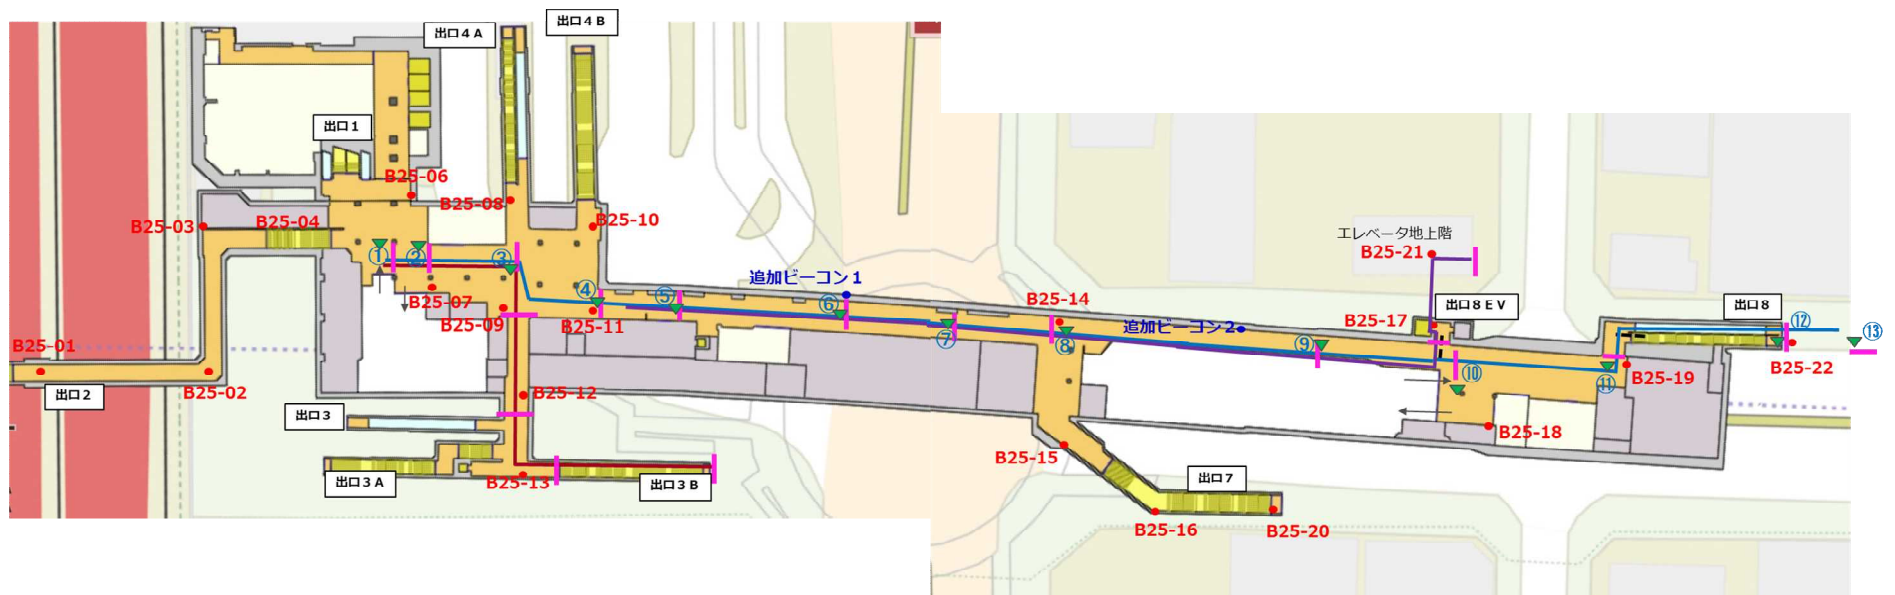 出口4A
出口4B
出口1
B25-06
B25-08
B25-03
B25-04
B25-10
①
②
③
B25-07
B25-09
④
B25-11
⑤
追加ビーコン1
⑥
⑦
B25-14
⑧
追加ビーコン2
⑨
エレベータ地上階
B25-21
出口8EV
B25-17
⑩
B25-18
出口8
⑪
B25-19
⑫
⑬
B25-22
B25-01
出口2
B25-02
B25-12
出口3
出口3A
B25-13
出口3B
B25-15
出口7
B25-16
B25-20